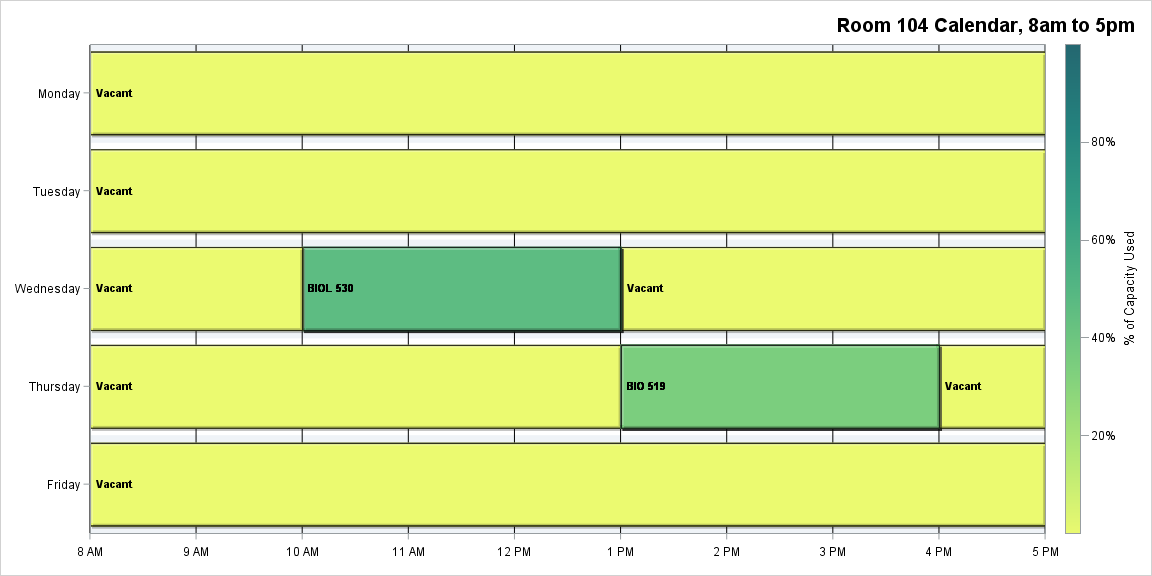 Room 104 Calendar, 8am to 5pm
Monday
Vacant
Tuesday
Vacant
Wednesday
Vacant
BIOL 530
Vacant
Thursday
Vacant
BIO 519
Vacant
Friday
Vacant
8 AM
9 AM
10 AM
11 AM
12 PM
1 PM
2 PM
3 PM
4 PM
5 PM
80%
60%
40%
20%
% of Capacity Used